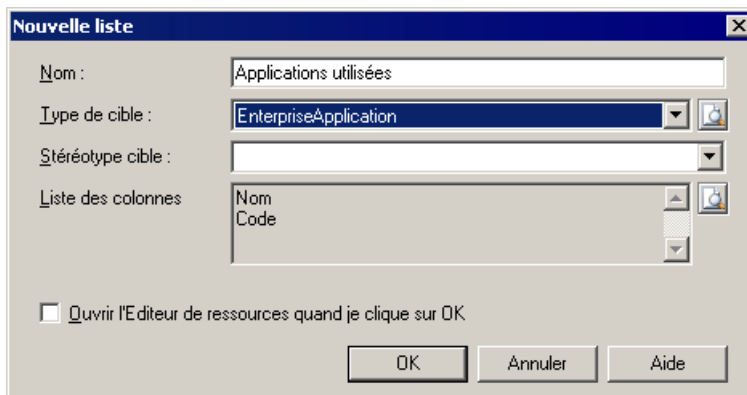 Nouvelle liste
Nom :
Applications utilisées
Type de cible :
EnterpriseApplication
Stéréotype cible :
Liste des colonnes
Nom
Code
Ouvrir l'Editeur de ressources quand je clique sur OK
OK
Annuler
Aide